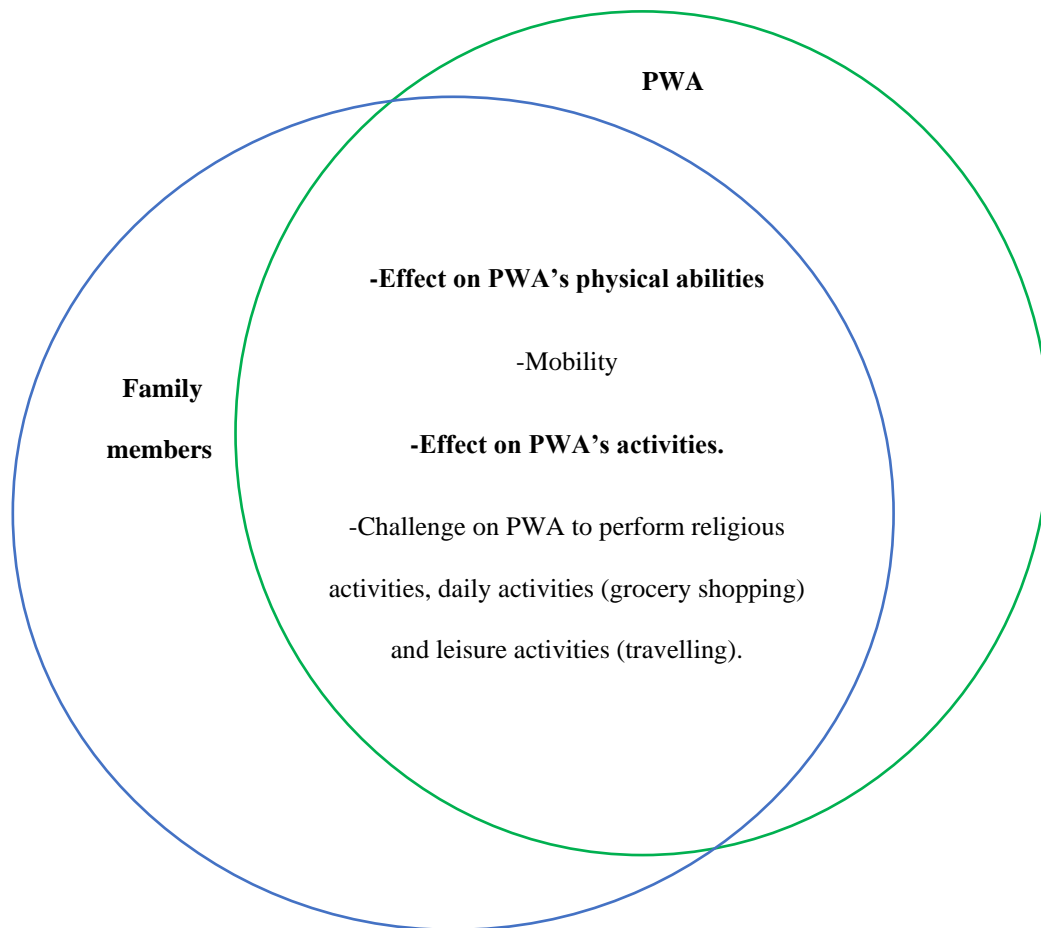 PWA
-Effect on PWA’s physical abilities
-Mobility
Family
members
-Effect on PWA’s activities.
-Challenge on PWA to perform religious
activities, daily activities (grocery shopping)
and leisure activities (travelling).